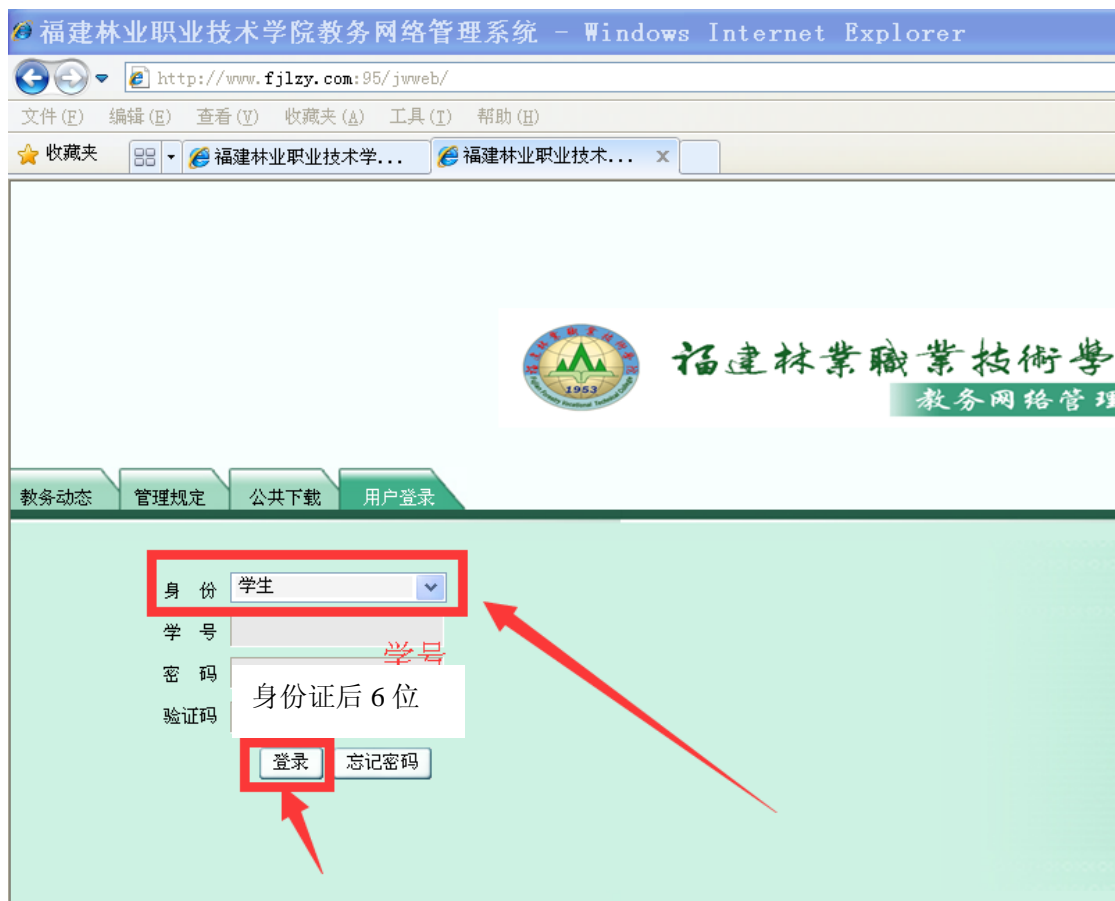 福建林业职业技术学院教务网络管理系统 - Windows Internet Explorer
http://www.fjlzy.com:95/jwweb/
文件(F) 编辑(E) 查看(V) 收藏夹(A) 工具(T) 帮助(H)
收藏夹 福建林业职业技术学... 福建林业职业技术... x
福建林业職業技術學
1953
教务网络管理
教务动态 管理规定 公共下载 用户登录
身 份 学生
学 号
学号
密 码
身份证后 6 位
验证码
登录 忘记密码